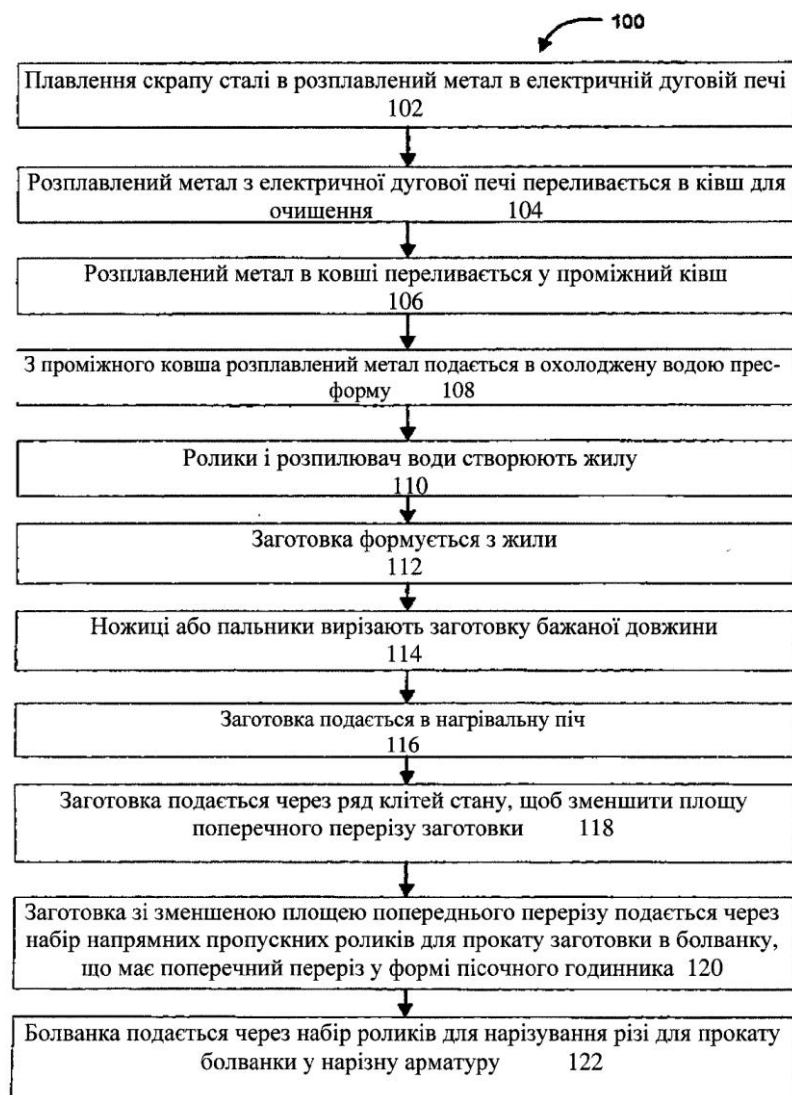 100
Плавлення скрапу сталі в розплавлений метал в електричній дуговій печі
102
Розплавлений метал з електричної дугової печі переливається в ківш для
очищення 104
Розплавлений метал в ковші переливається у проміжний ківш
106
З проміжного ковша розплавлений метал подається в охолоджену водою прес-
форму 108
Ролики і розпилювач води створюють жилу
110
Заготовка формується з жили
112
Ножиці або пальники вирізають заготовку бажаної довжини
114
Заготовка подається в нагрівальну піч
116
Заготовка подається через ряд клітей стану, щоб зменшити площу
поперечного перерізу заготовки 118
Заготовка зі зменшеною площею попереднього перерізу подається через
набір напрямних пропускних роликів для прокату заготовки в болванку,
що має поперечний переріз у формі пісочного годинника 120
Болванка подається через набір роликів для нарізування різі для прокату
болванки у нарізну арматуру 122